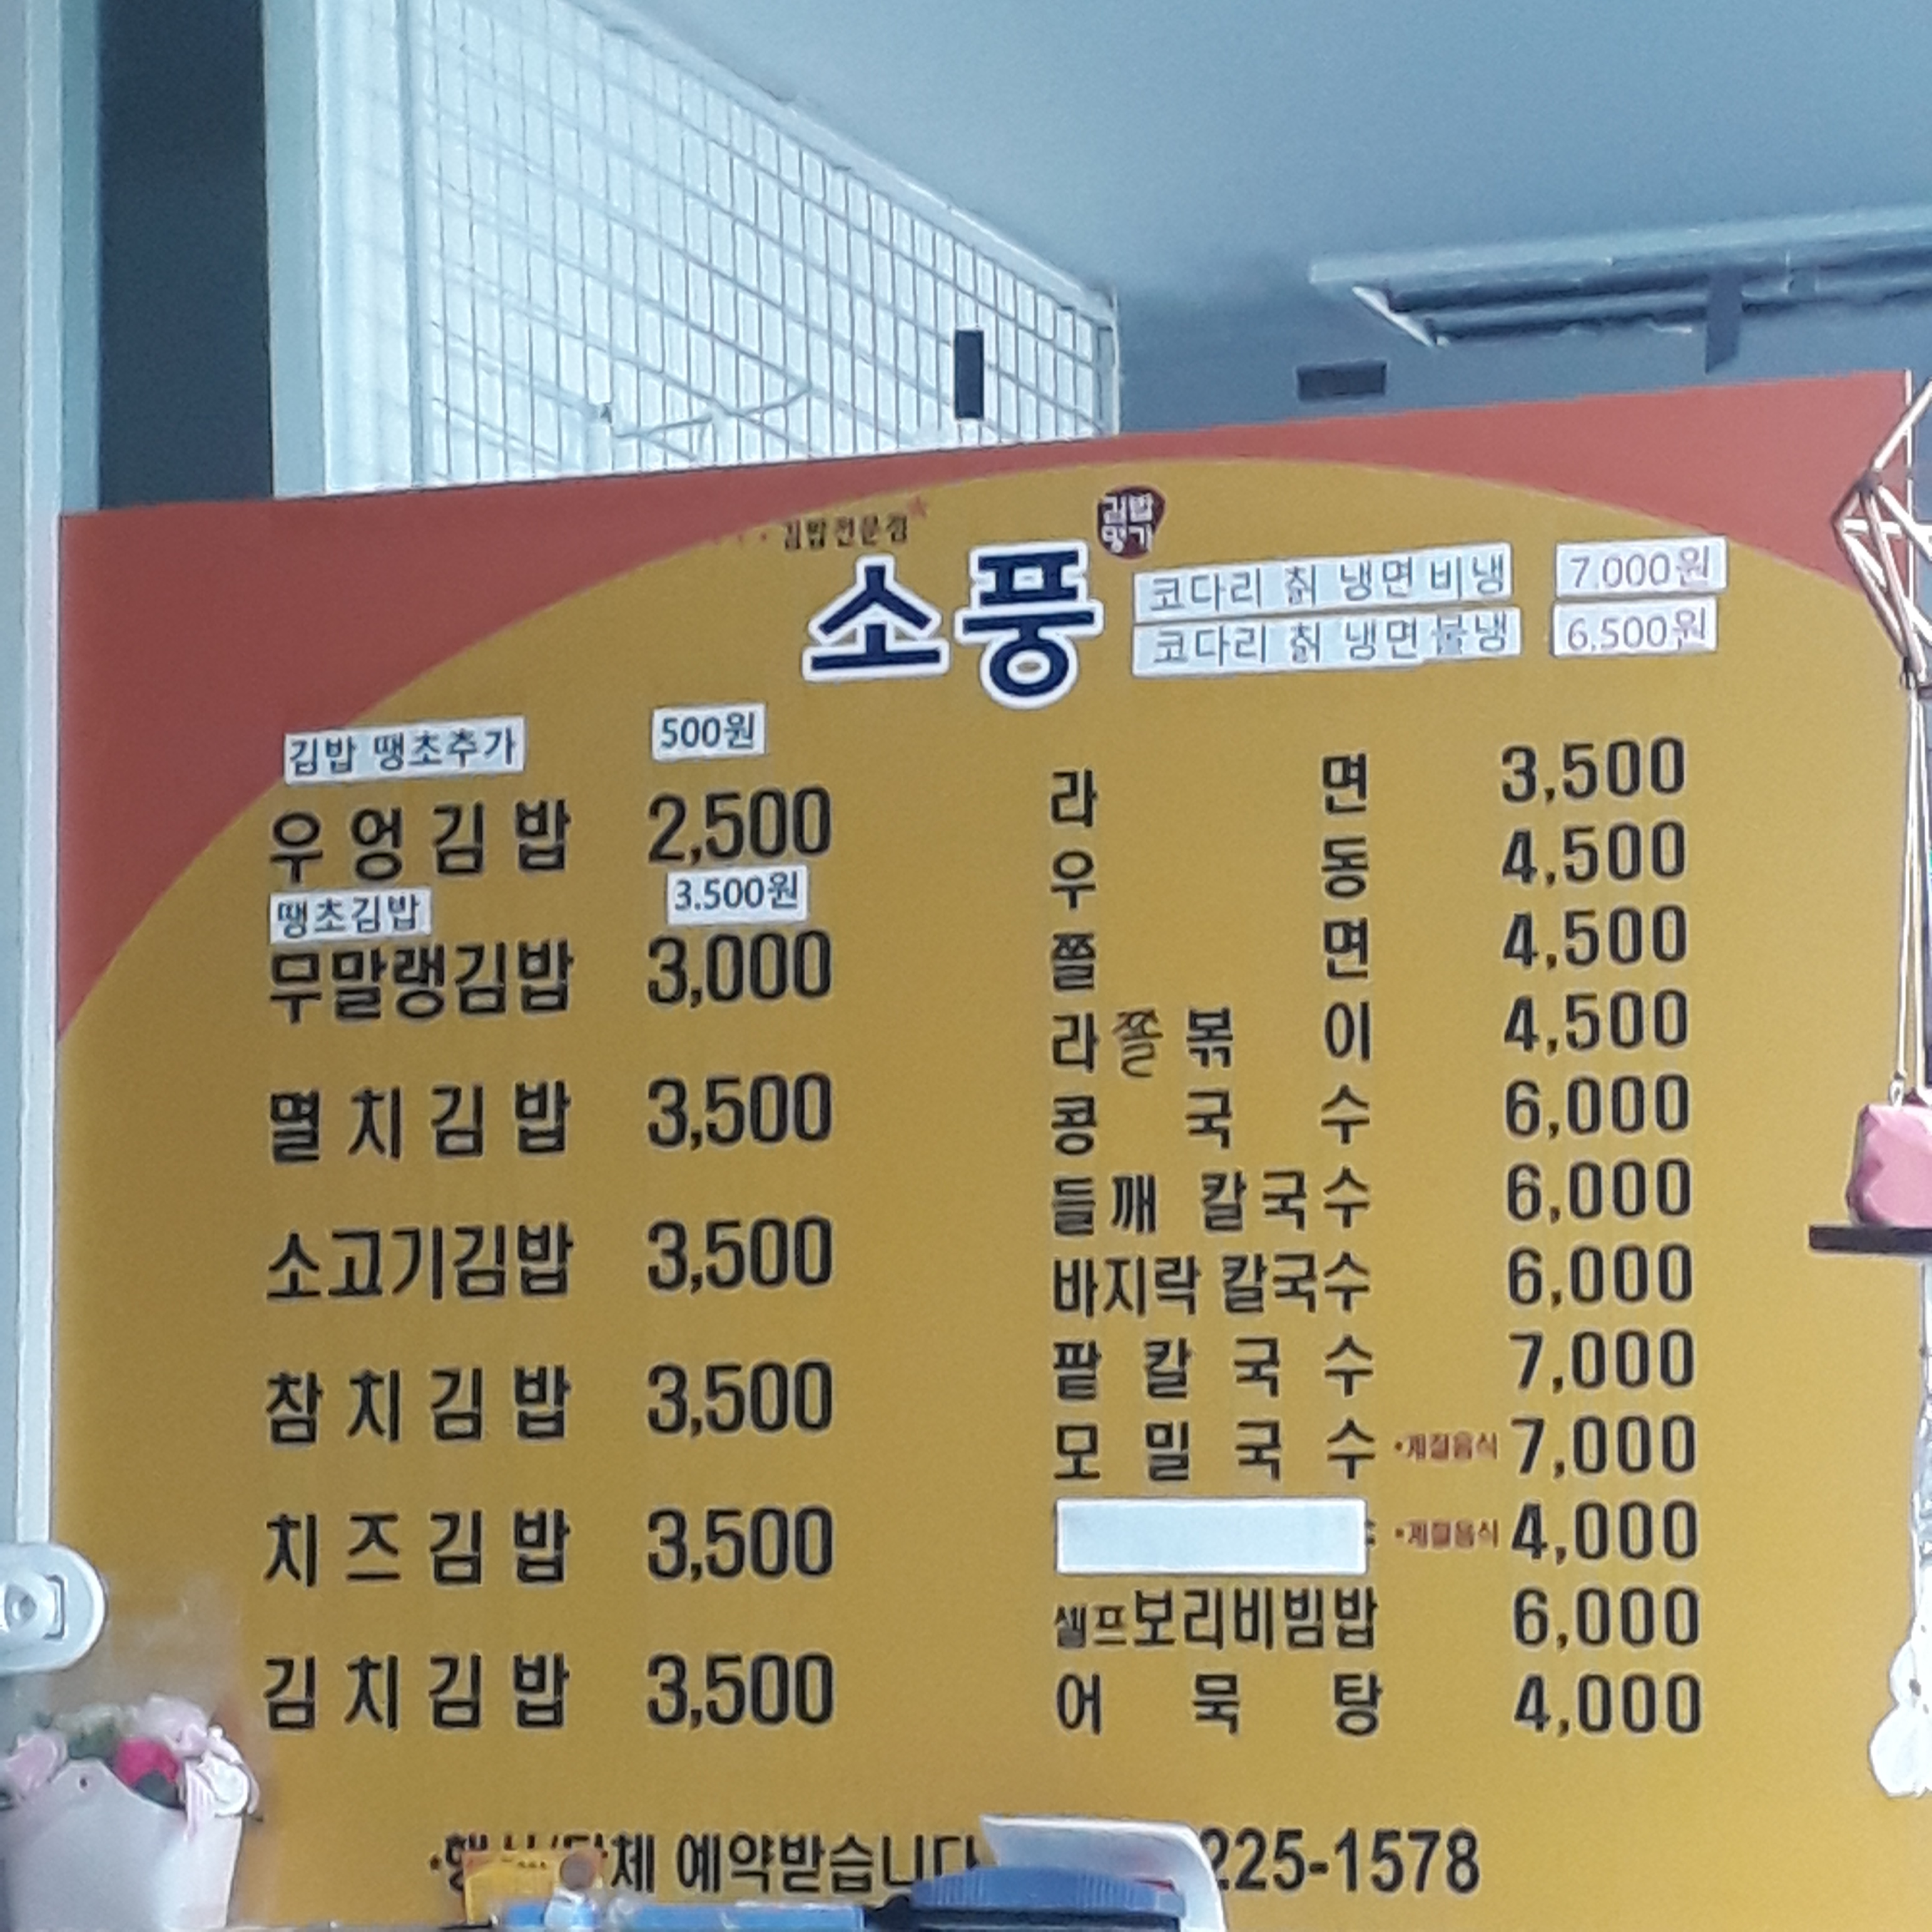 김밥전문점
김밥
명가
소풍
코다리 칡 냉면 비냉 7.000원
코다리 칡 냉면 물냉 6.500원
김밥 땡초추가 500원
우엉김밥 2,500
땡초김밥 3.500원
무말랭김밥 3,000
멸치김밥 3,500
소고기김밥 3,500
참치김밥 3,500
치즈김밥 3,500
김치김밥 3,500
라면 3,500
우동 4,500
쫄면 4,500
라쫄볶이 4,500
콩국수 6,000
들깨 칼국수 6,000
바지락 칼국수 6,000
팥칼국수 7,000
모밀국수 •계절음식 7,000
•계절음식 4,000
셀프보리비빔밥 6,000
어묵탕 4,000
예약받습니다 225-1578